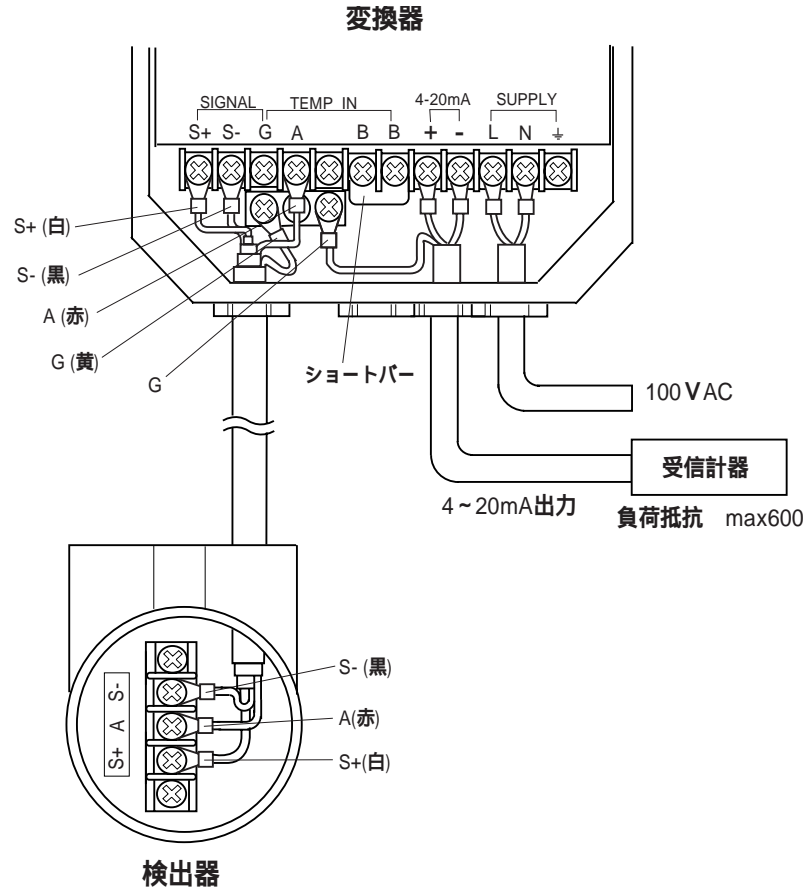 変換器
SIGNAL TEMP IN 4-20mA SUPPLY
S+ S- G A B B + - L N ⏚
S+ (白)
S- (黒)
A (赤)
G (黄)
G
ショートバー
100VAC
受信計器
4~20mA出力
負荷抵抗 max600
S- (黒)
A(赤)
S+(白)
S+ A S-
検出器